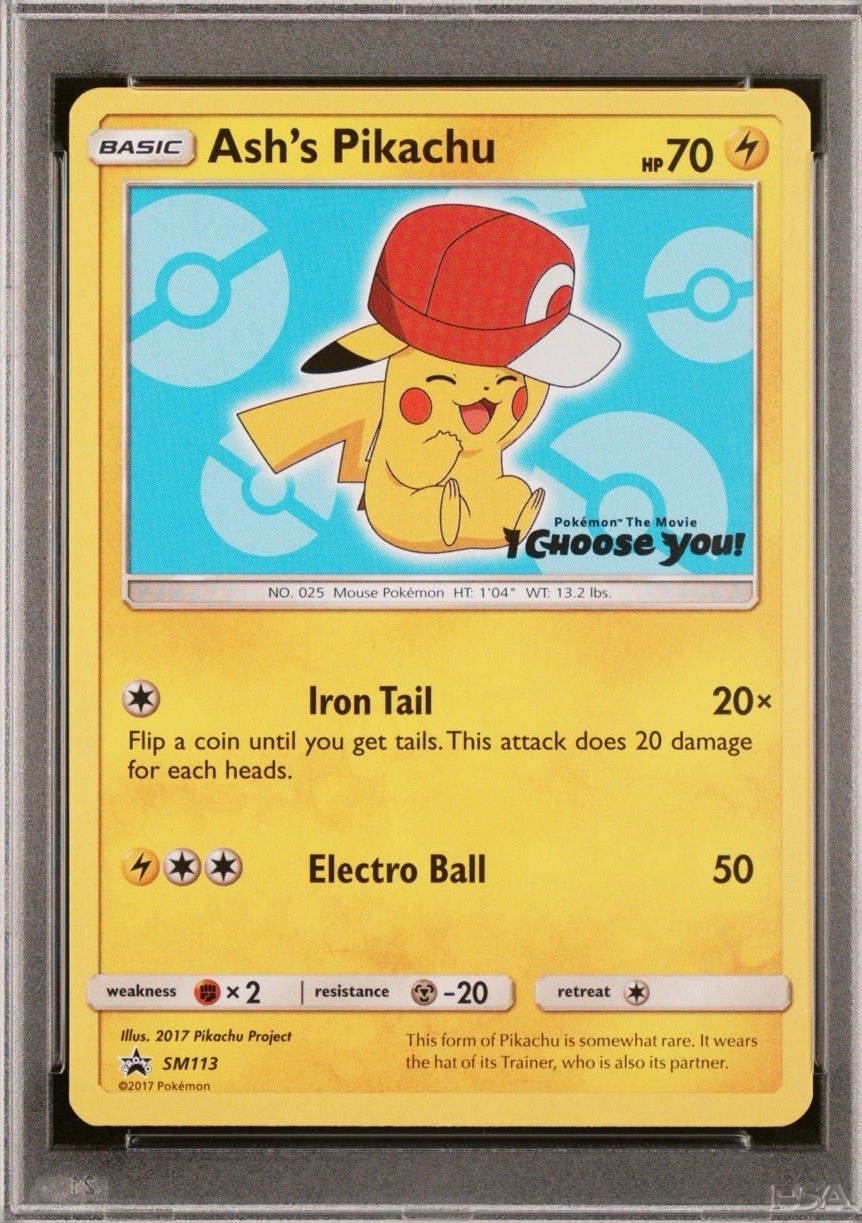 BASIC Ash's Pikachu HP 70
Pokémon™ The Movie
I Choose You!
NO. 025 Mouse Pokémon HT: 1'04" WT: 13.2 lbs.
Iron Tail 20×
Flip a coin until you get tails. This attack does 20 damage
for each heads.
Electro Ball 50
weakness ×2 resistance -20 retreat
Illus. 2017 Pikachu Project
This form of Pikachu is somewhat rare. It wears
the hat of its Trainer, who is also its partner.
PROMO SM113
©2017 Pokémon
PSA